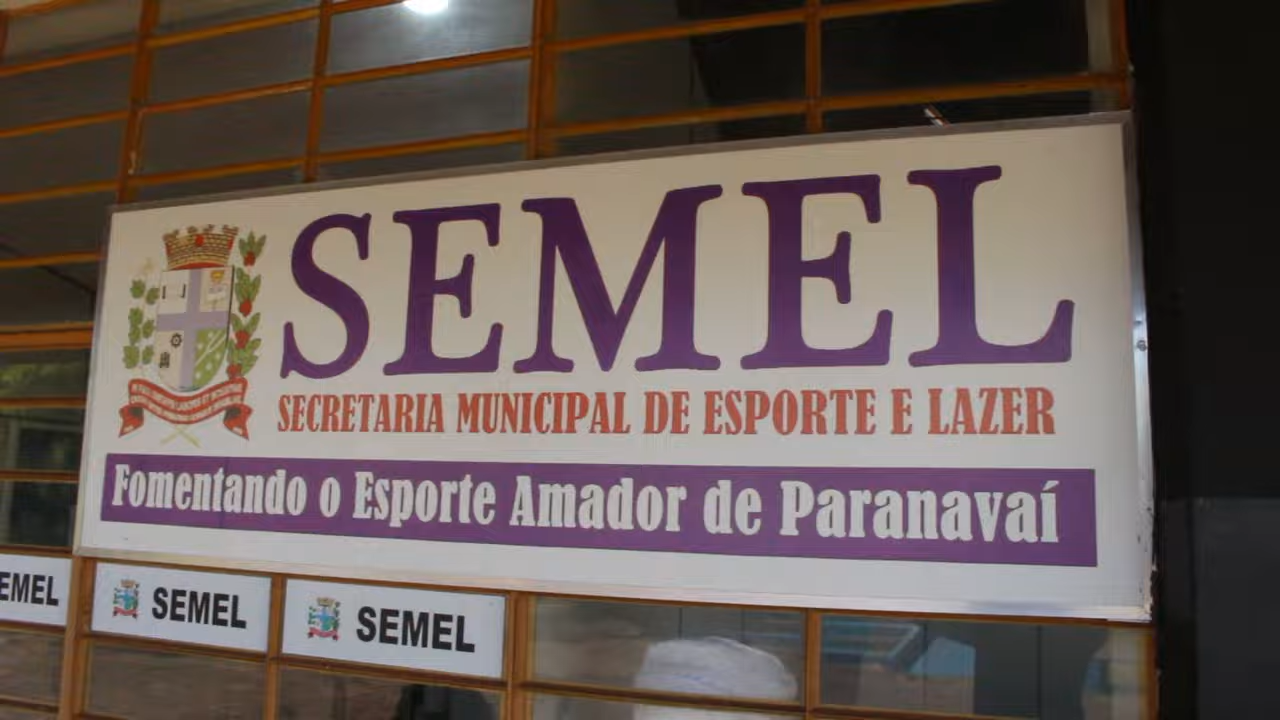 SEMEL
SECRETARIA MUNICIPAL DE ESPORTE E LAZER
Fomentando o Esporte Amador de Paranavaí
EMEL
SEMEL
SEMEL